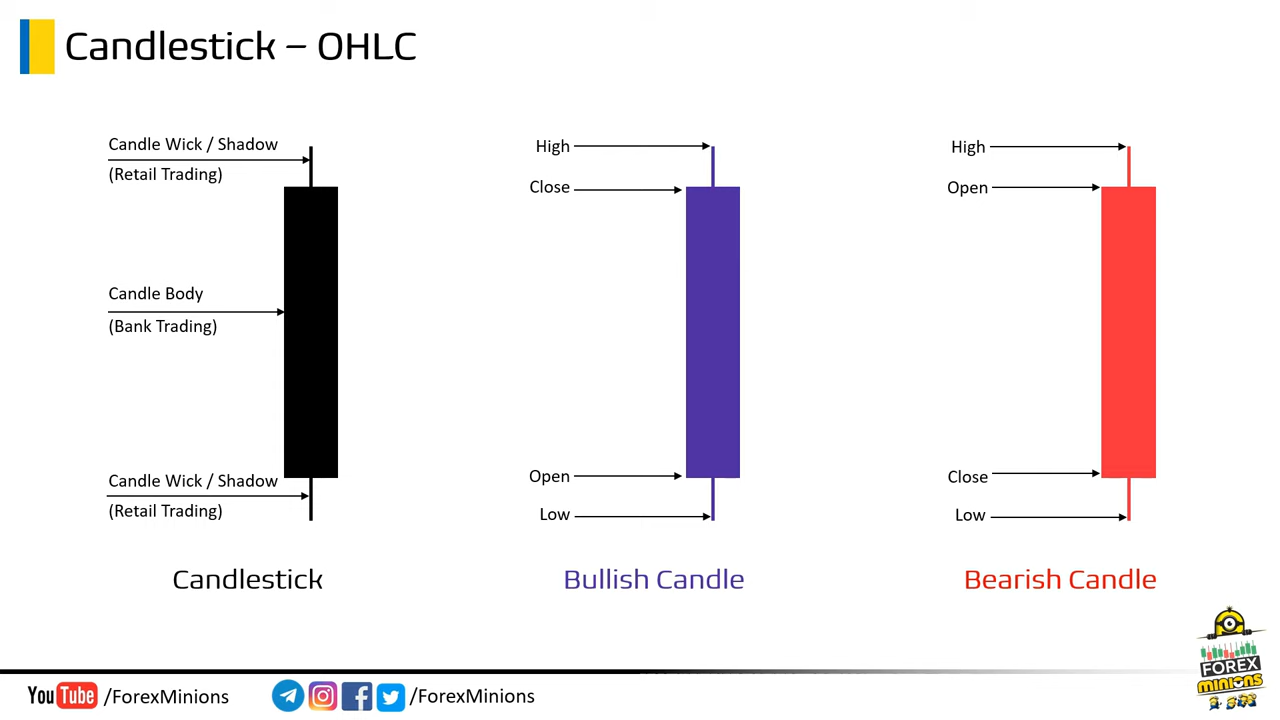 Candlestick – OHLC
Candle Wick / Shadow
(Retail Trading)
Candle Body
(Bank Trading)
Candle Wick / Shadow
(Retail Trading)
Candlestick
High
Close
Open
Low
Bullish Candle
High
Open
Close
Low
Bearish Candle
FOREX
minions
YouTube /ForexMinions
/ForexMinions